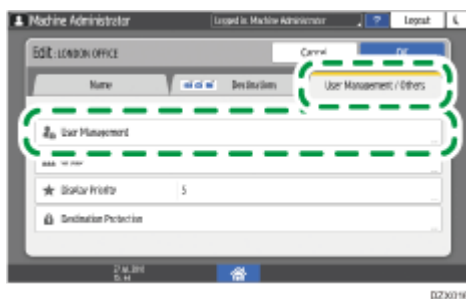 Machine Administrator Logged in: Machine Administrator ? Logout
Edit : LONDON OFFICE Cancel OK
Name Destinations User Management / Others
User Management
Display Priority 5
Destination Protection